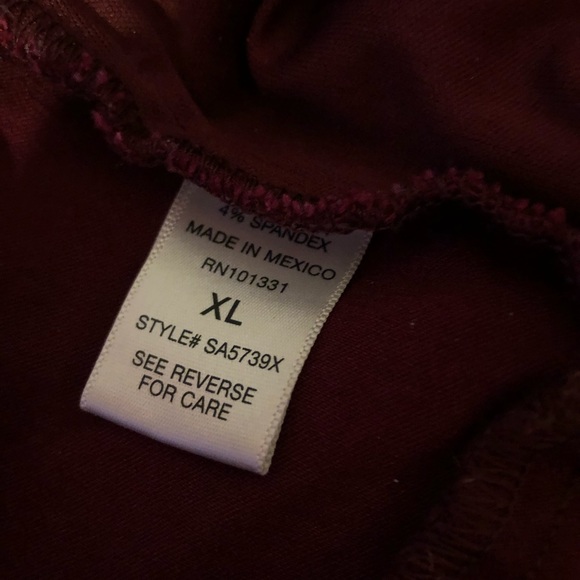 4% SPANDEX
MADE IN MEXICO
RN101331
XL
STYLE# SA5739X
SEE REVERSE
FOR CARE